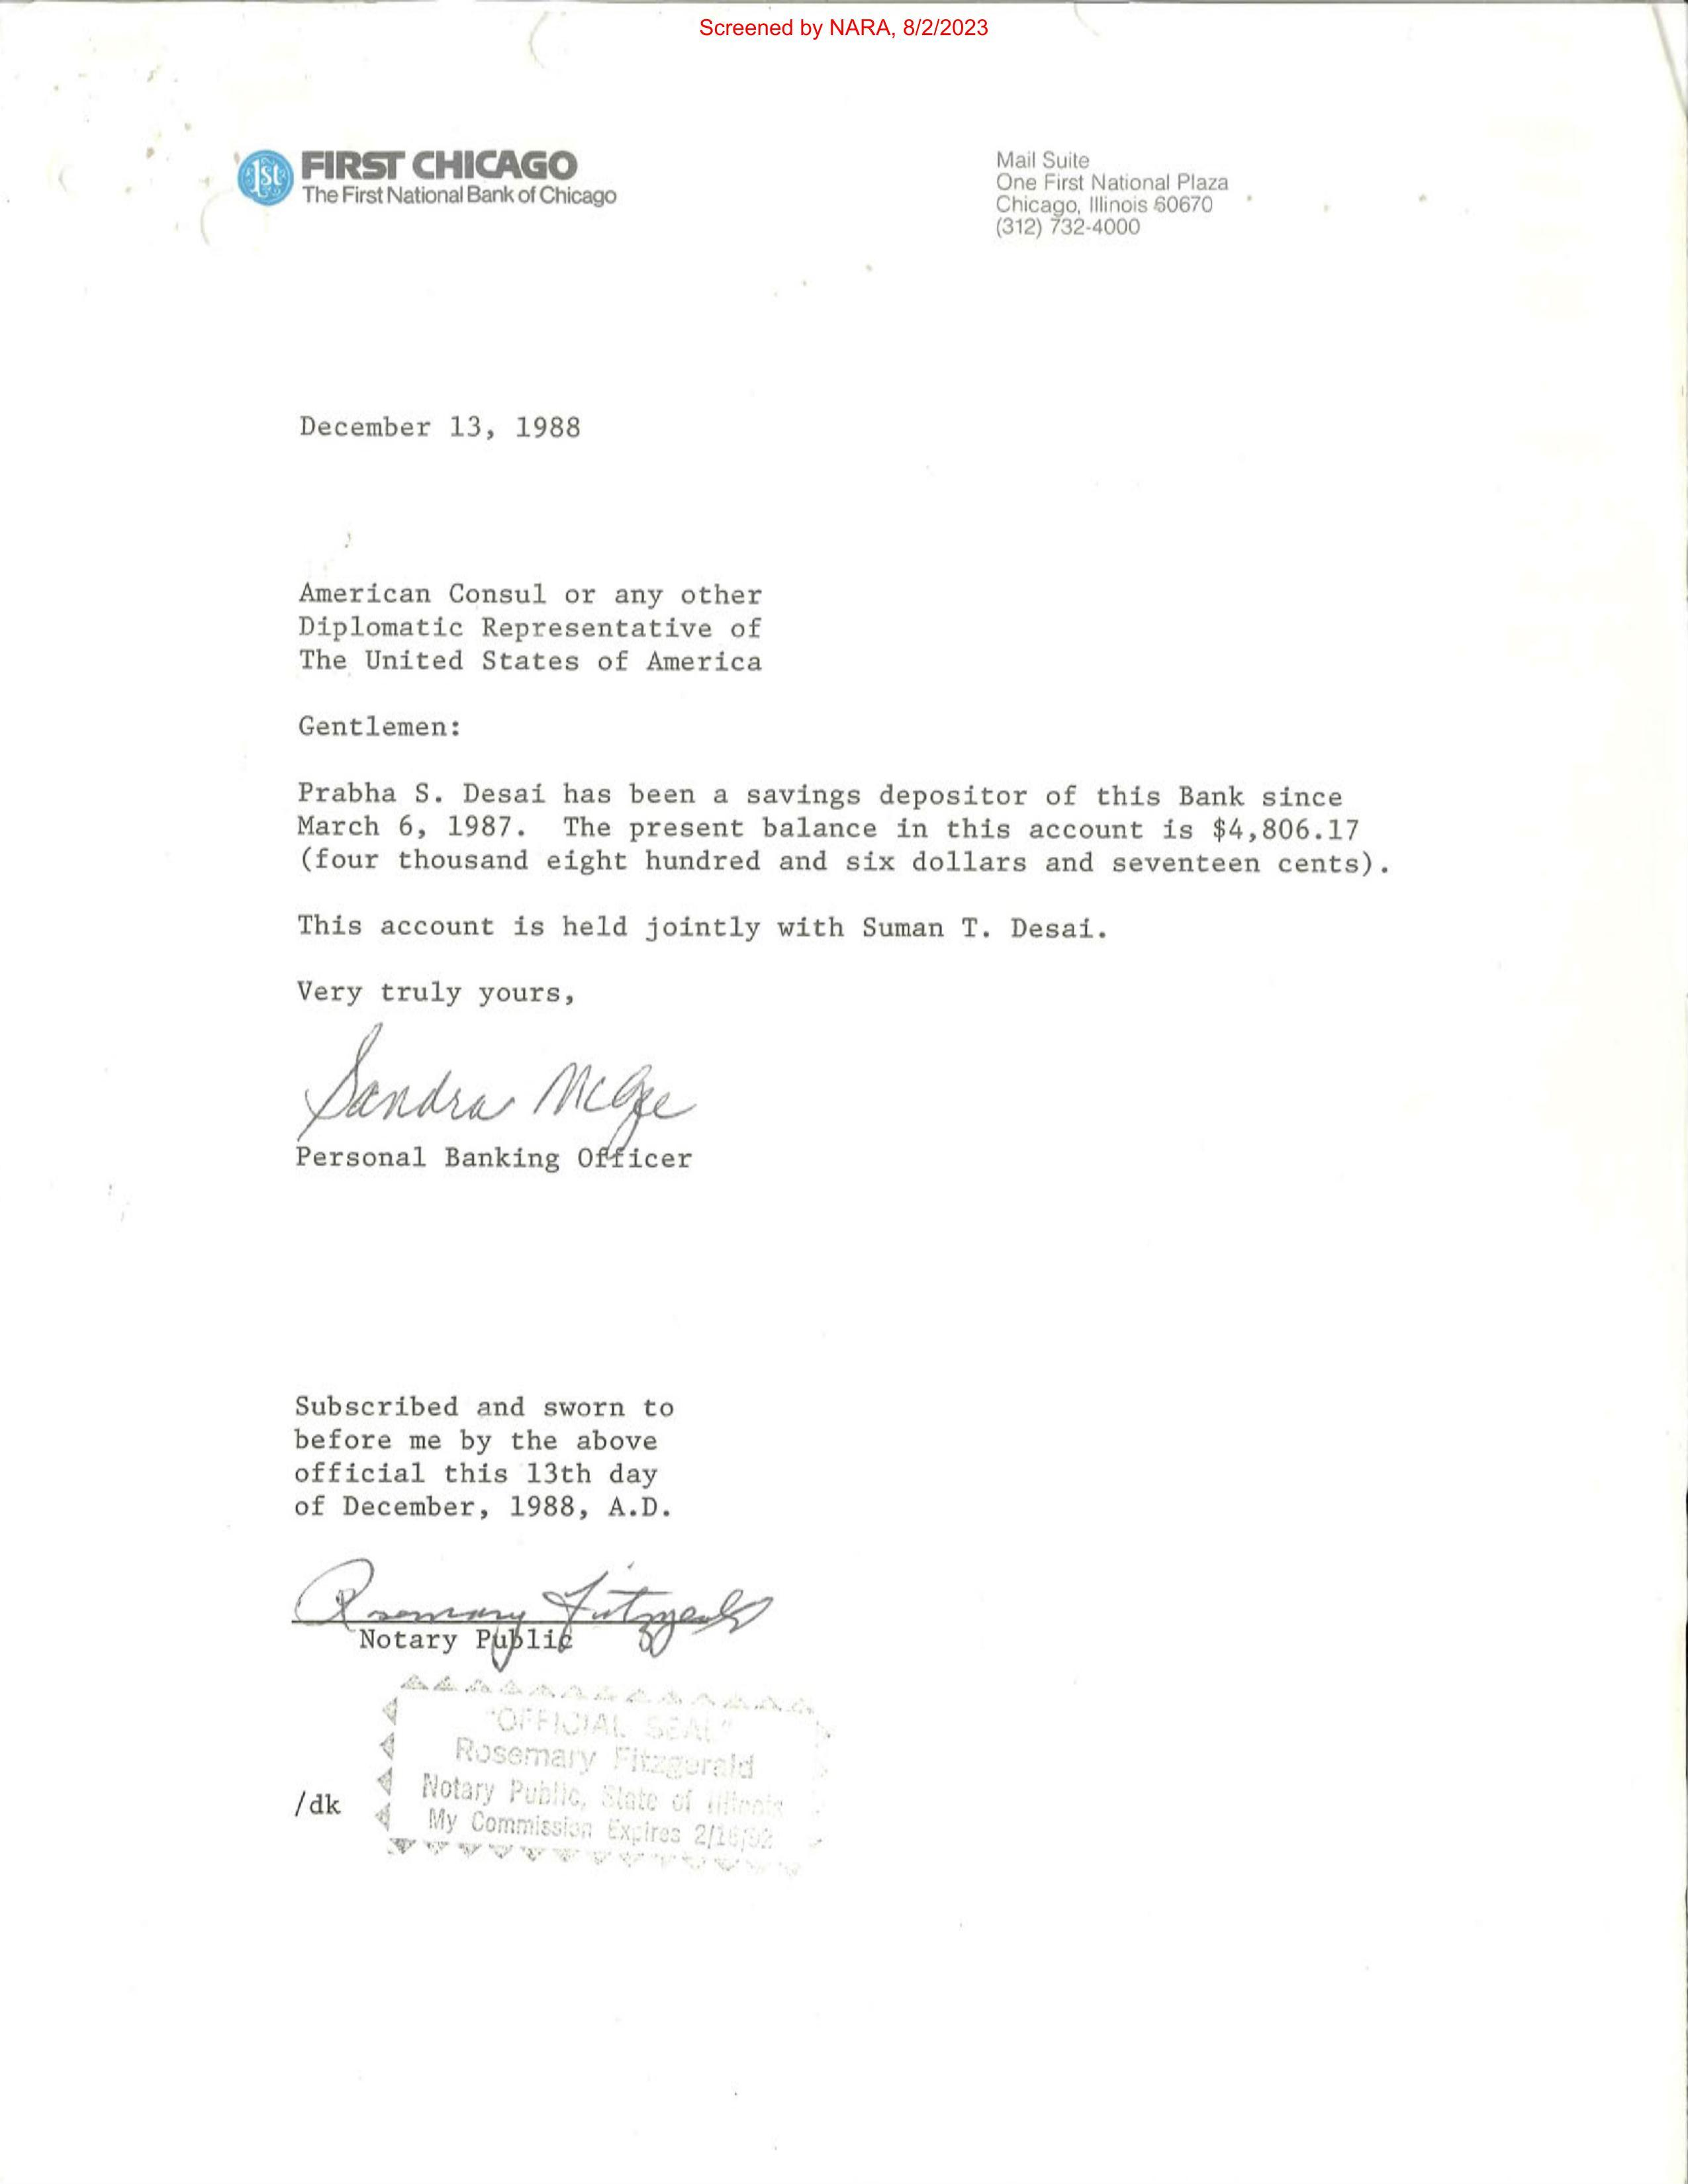 Screened by NARA, 8/2/2023
1st FIRST CHICAGO
The First National Bank of Chicago
Mail Suite
One First National Plaza
Chicago, Illinois 60670
(312) 732-4000
December 13, 1988
American Consul or any other
Diplomatic Representative of
The United States of America
Gentlemen:
Prabha S. Desai has been a savings depositor of this Bank since
March 6, 1987. The present balance in this account is $4,806.17
(four thousand eight hundred and six dollars and seventeen cents).
This account is held jointly with Suman T. Desai.
Very truly yours,
Sandra McGee
Personal Banking Officer
Subscribed and sworn to
before me by the above
official this 13th day
of December, 1988, A.D.
Rosemary Fitzgerald
Notary Public
"OFFICIAL SEAL"
Rosemary Fitzgerald
Notary Public, State of Illinois
My Commission Expires
/dk